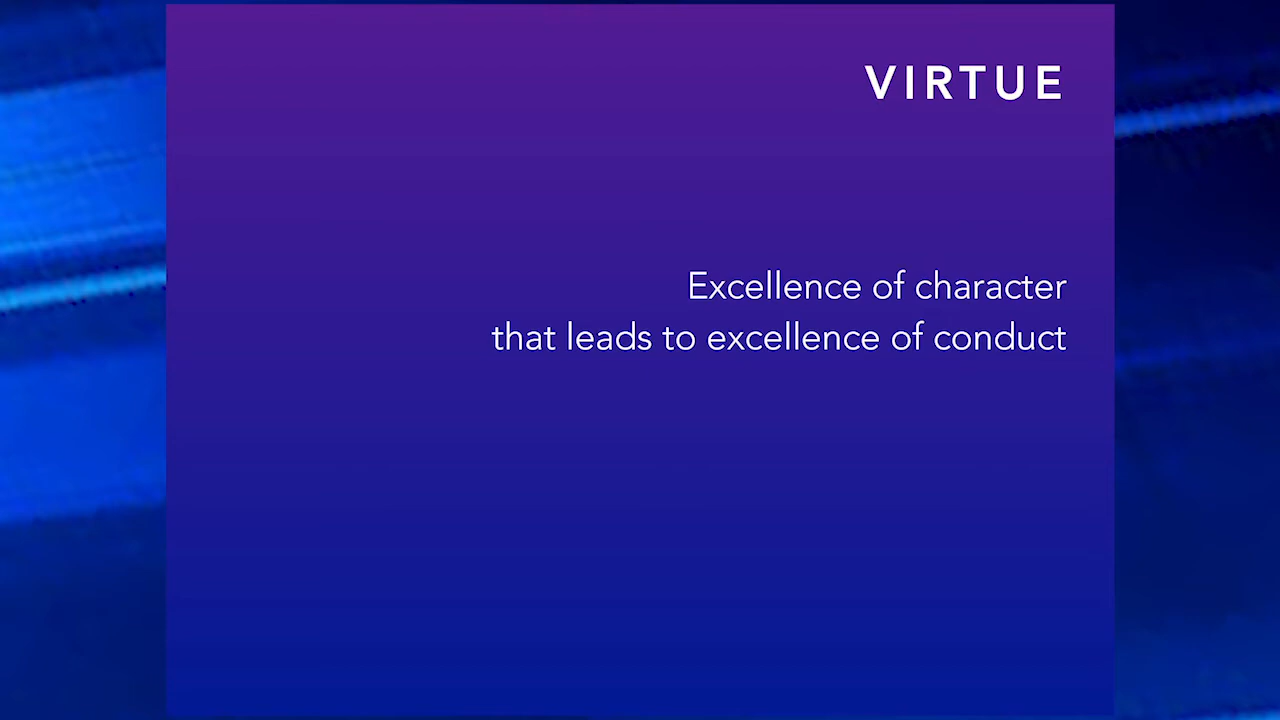 VIRTUE
Excellence of character
that leads to excellence of conduct